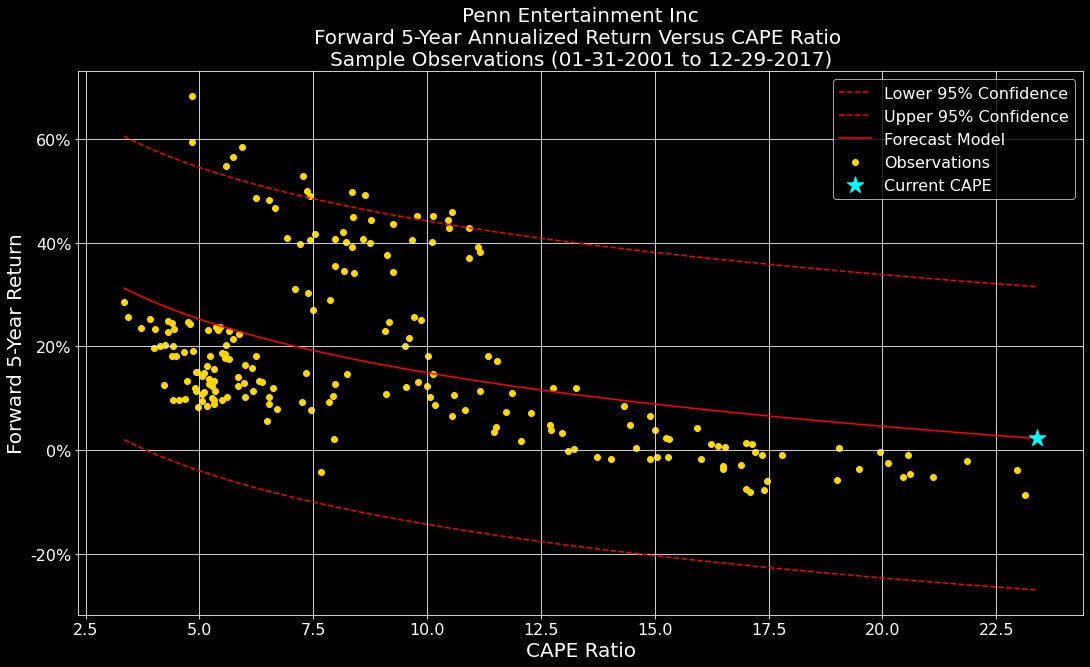 Penn Entertainment Inc
Forward 5-Year Annualized Return Versus CAPE Ratio
Sample Observations (01-31-2001 to 12-29-2017)
Lower 95% Confidence
Upper 95% Confidence
Forecast Model
Observations
Current CAPE
Forward 5-Year Return
60%
40%
20%
0%
-20%
2.5 5.0 7.5 10.0 12.5 15.0 17.5 20.0 22.5
CAPE Ratio